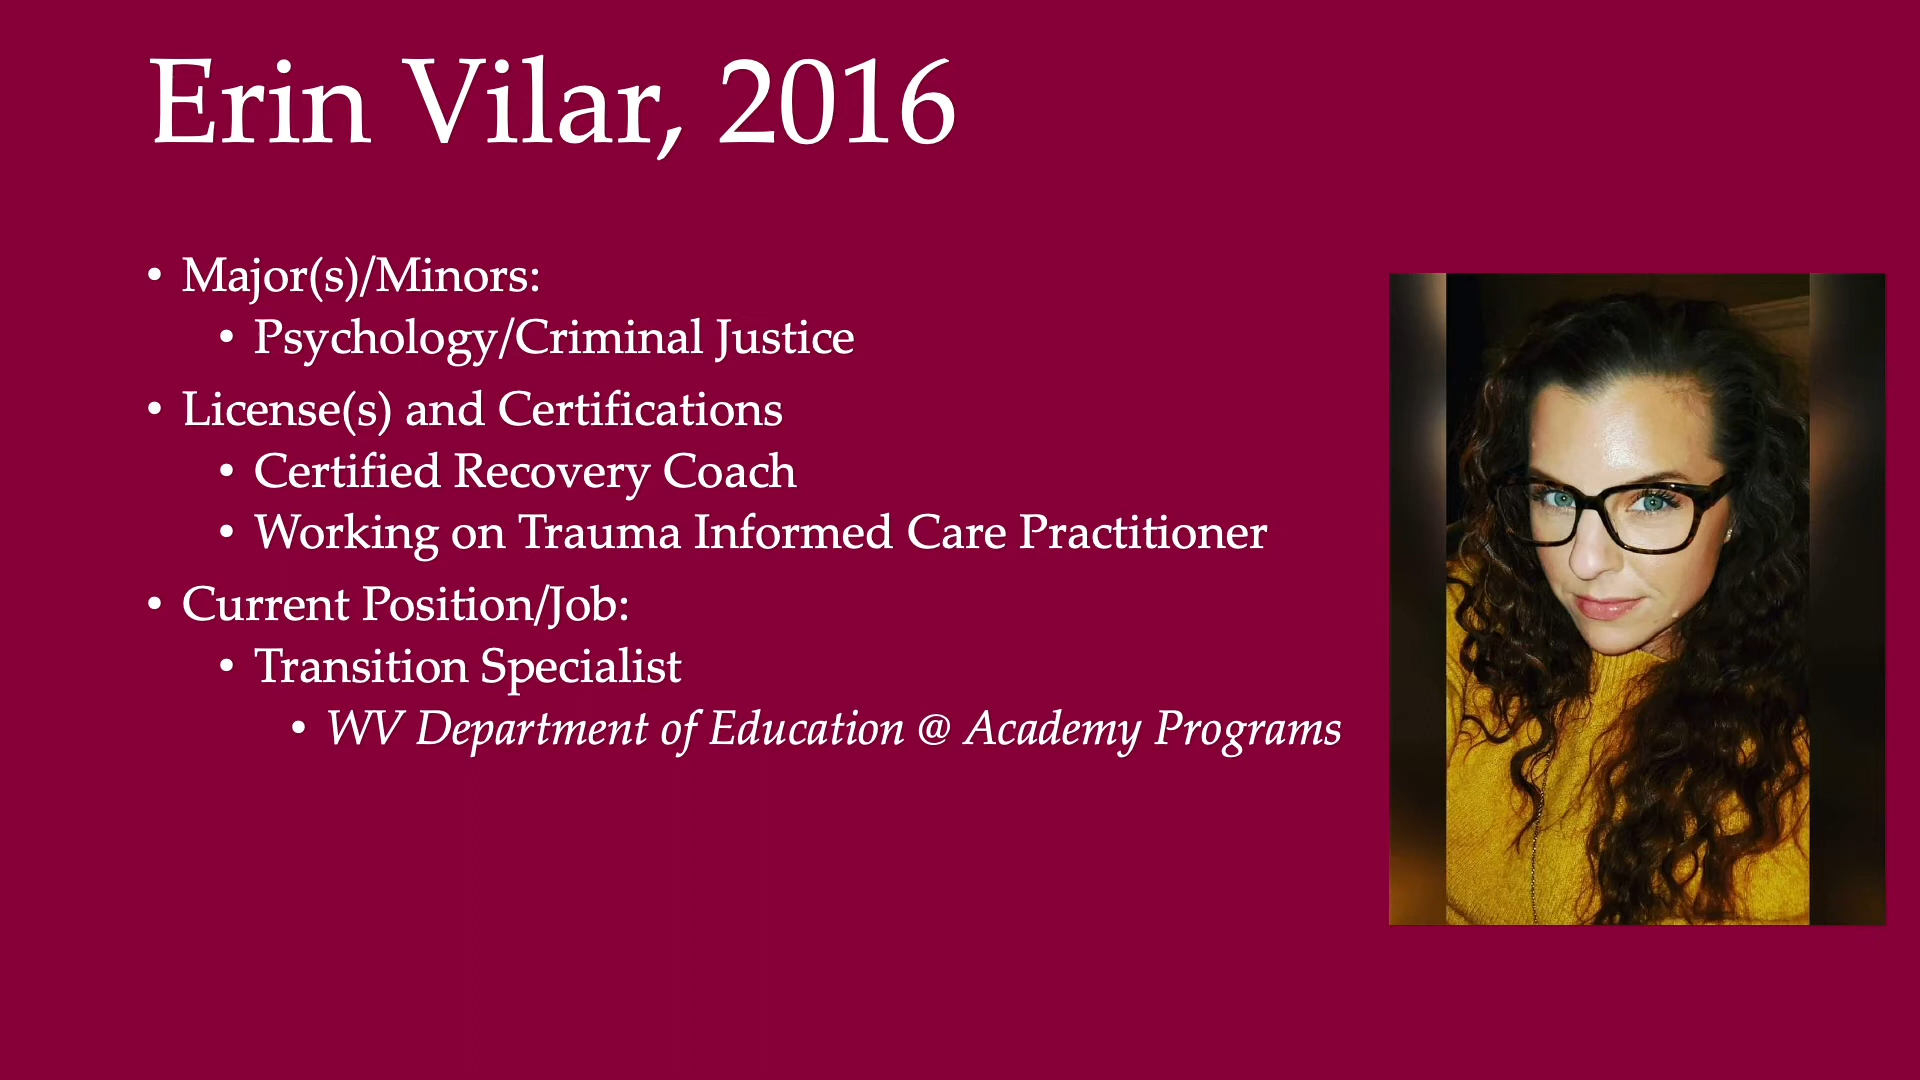 Erin Vilar, 2016
• Major(s)/Minors:
• Psychology/Criminal Justice
• License(s) and Certifications
• Certified Recovery Coach
• Working on Trauma Informed Care Practitioner
• Current Position/Job:
• Transition Specialist
• WV Department of Education @ Academy Programs